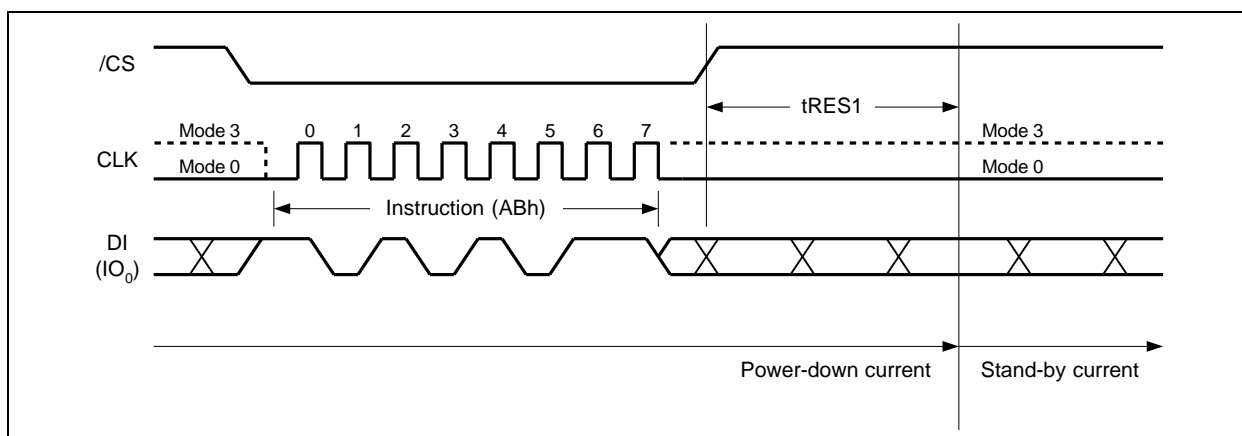 /CS
tRES1
Mode 3 0 1 2 3 4 5 6 7 Mode 3
CLK
Mode 0 Mode 0
Instruction (ABh)
DI
(IO₀)
Power-down current Stand-by current